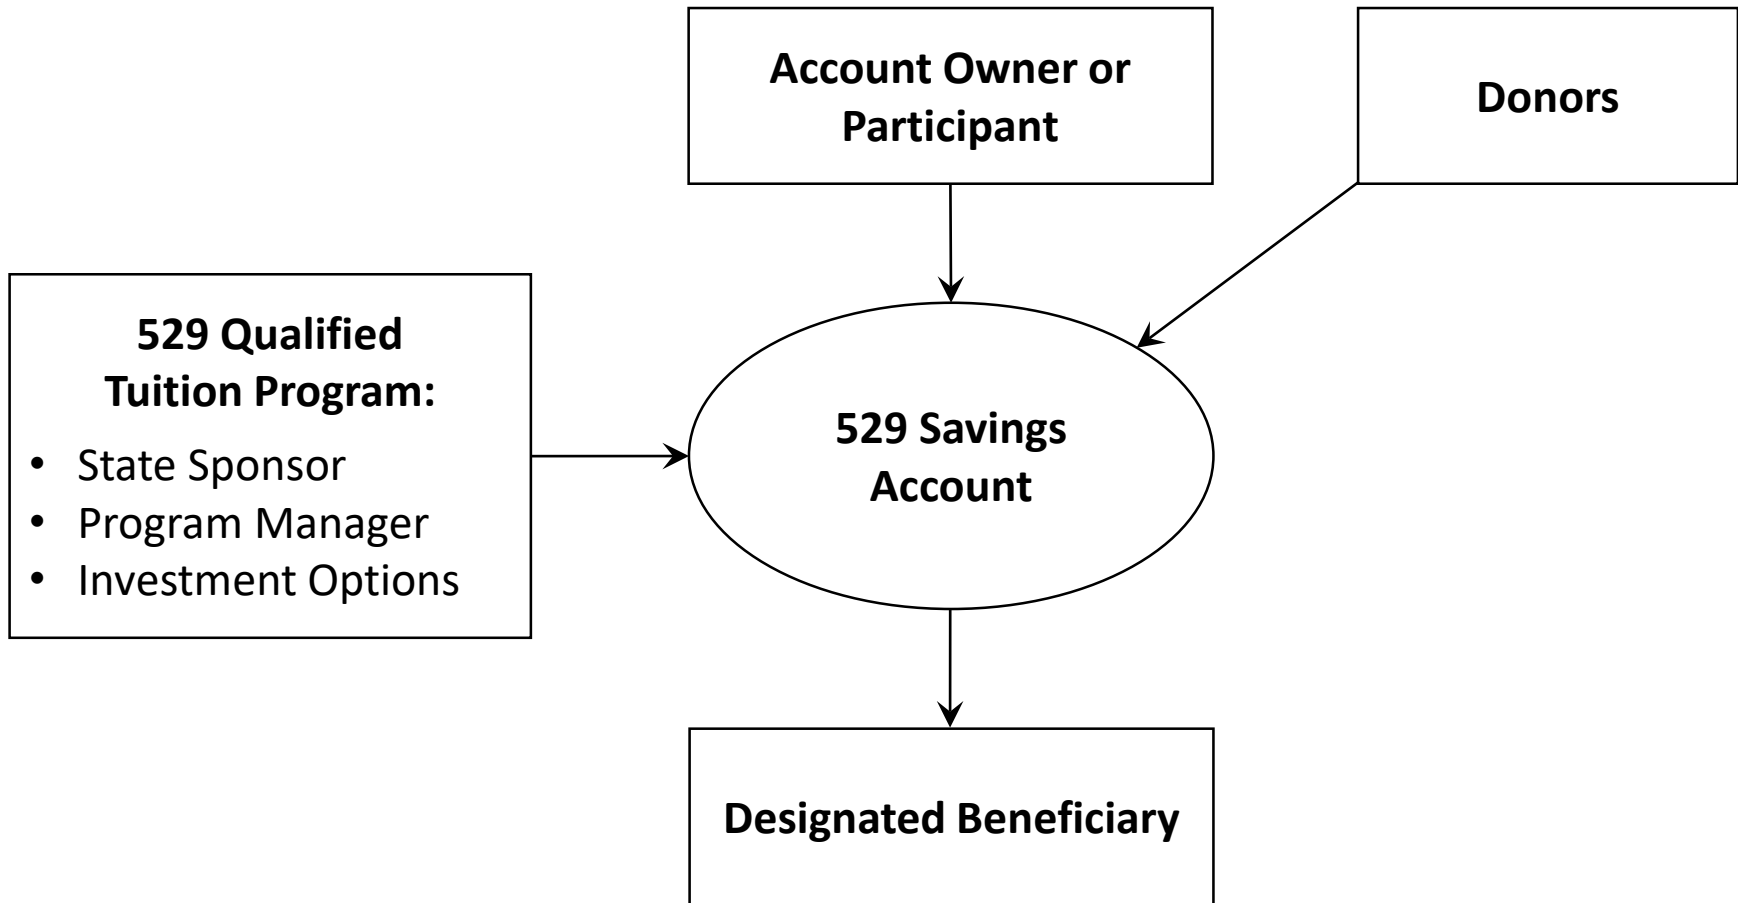 Account Owner or
Participant
Donors
529 Qualified
Tuition Program:
• State Sponsor
• Program Manager
• Investment Options
529 Savings
Account
Designated Beneficiary